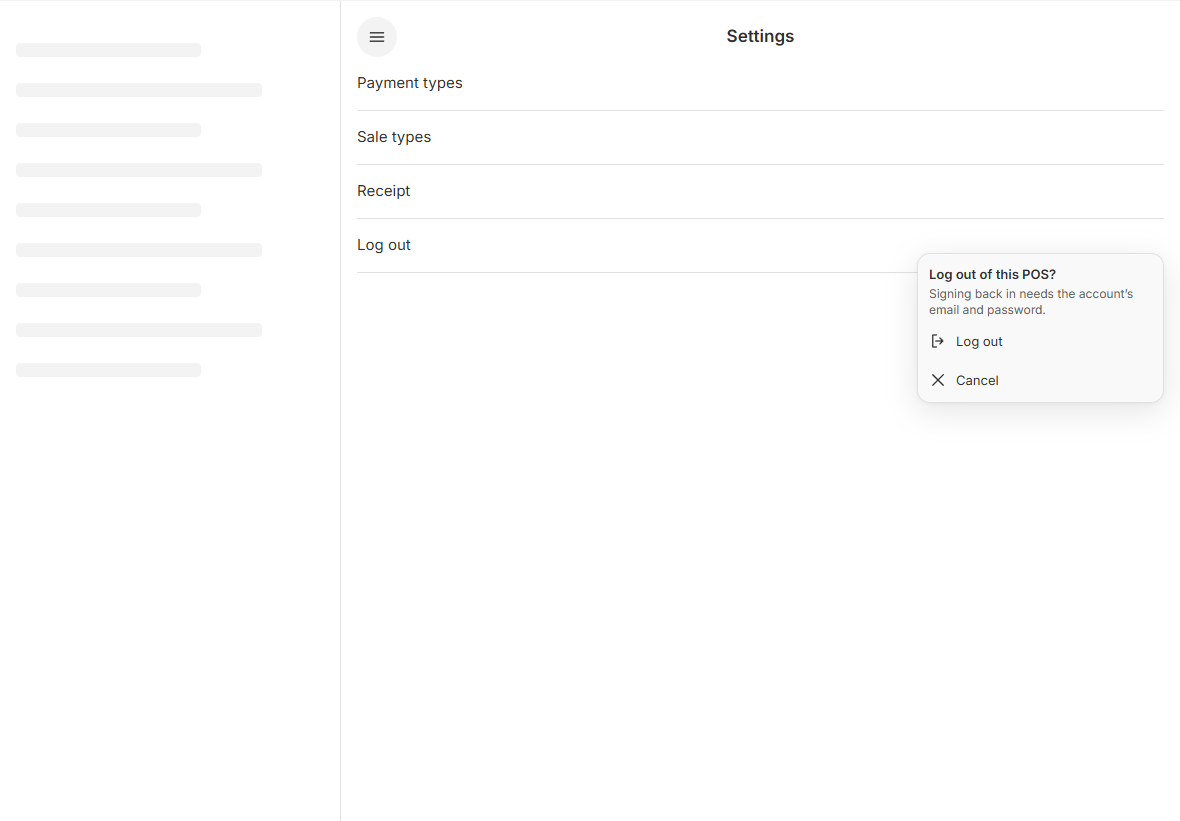 Settings
Payment types
Sale types
Receipt
Log out
Log out of this POS?
Signing back in needs the account’s
email and password.
Log out
Cancel